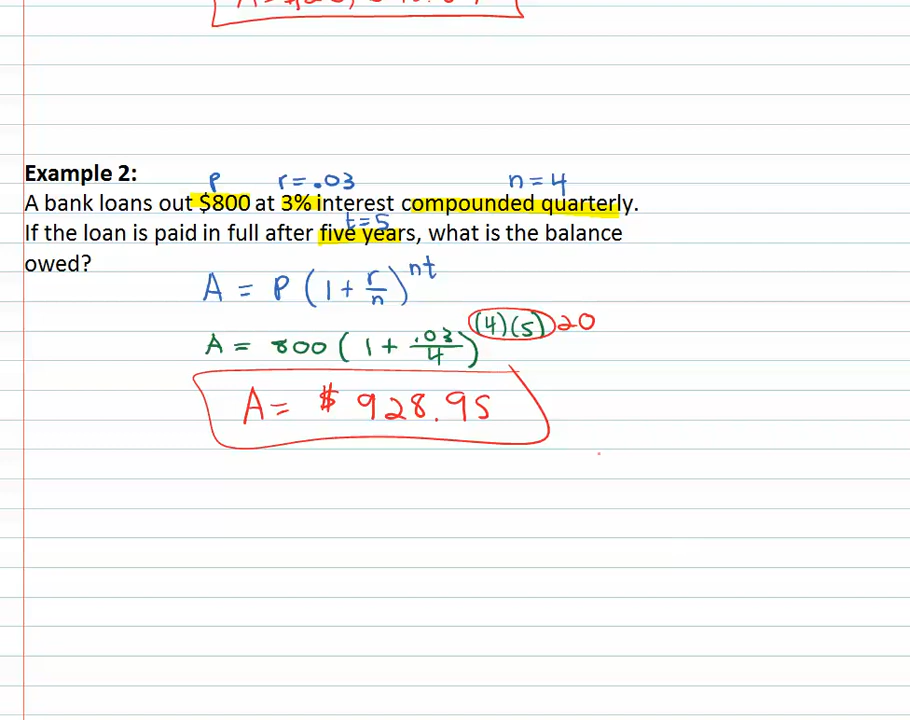 Example 2:
P r = .03 n = 4
A bank loans out $800 at 3% interest compounded quarterly.
t = 5
If the loan is paid in full after five years, what is the balance
owed?
A = P ( 1 + r/n )^nt
A = 800 ( 1 + .03/4 )^(4)(5) 20
A = $ 928.95